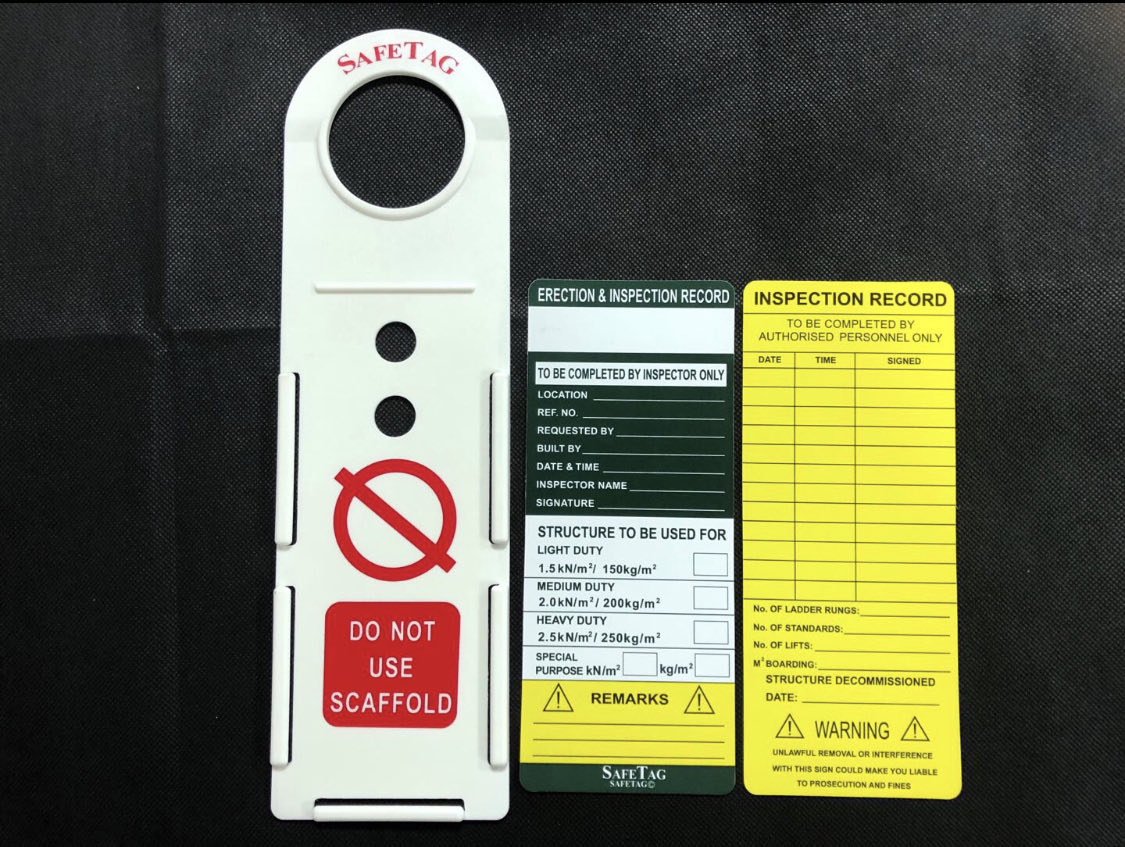 SAFETAG
DO NOT
USE
SCAFFOLD
ERECTION & INSPECTION RECORD
TO BE COMPLETED BY INSPECTOR ONLY
LOCATION
REF. NO.
REQUESTED BY
BUILT BY
DATE & TIME
INSPECTOR NAME
SIGNATURE
STRUCTURE TO BE USED FOR
LIGHT DUTY
1.5kN/m²/ 150kg/m²
MEDIUM DUTY
2.0kN/m²/ 200kg/m²
HEAVY DUTY
2.5kN/m²/ 250kg/m²
SPECIAL
PURPOSE kN/m² kg/m²
REMARKS
SAFETAG
SAFETAG©
INSPECTION RECORD
TO BE COMPLETED BY
AUTHORISED PERSONNEL ONLY
DATE TIME SIGNED
No. OF LADDER RUNGS:
No. OF STANDARDS:
No. OF LIFTS:
M² BOARDING:
STRUCTURE DECOMMISSIONED
DATE:
WARNING
UNLAWFUL REMOVAL OR INTERFERENCE
WITH THIS SIGN COULD MAKE YOU LIABLE
TO PROSECUTION AND FINES